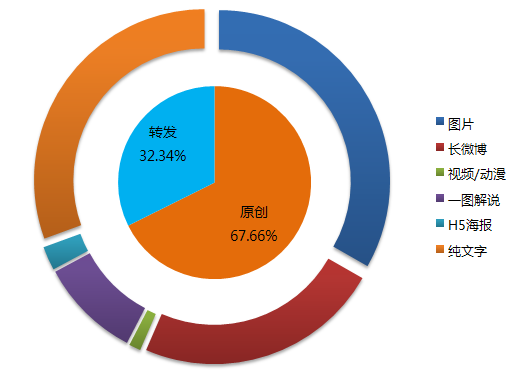 转发
32.34%
原创
67.66%
图片
长微博
视频/动漫
一图解说
H5海报
纯文字